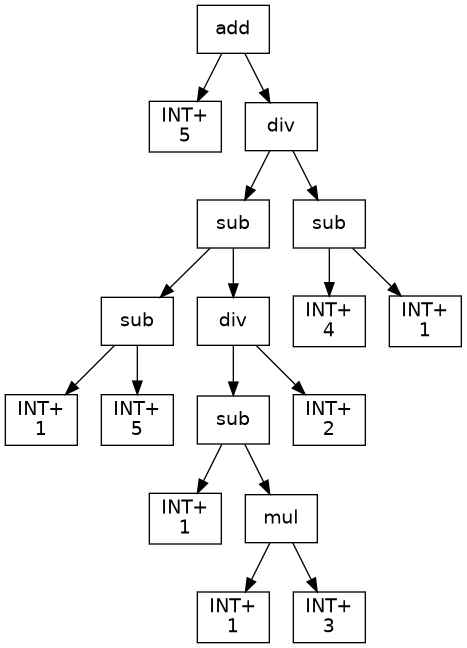 add
INT+
5
div
sub
sub
sub
div
INT+
4
INT+
1
INT+
1
INT+
5
sub
INT+
2
INT+
1
mul
INT+
1
INT+
3